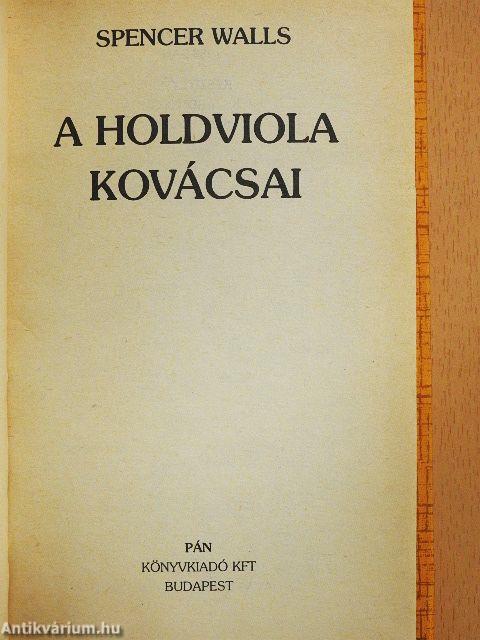 SPENCER WALLS
A HOLDVIOLA
KOVÁCSAI
PÁN
KÖNYVKIADÓ KFT
BUDAPEST
Antikvárium.hu